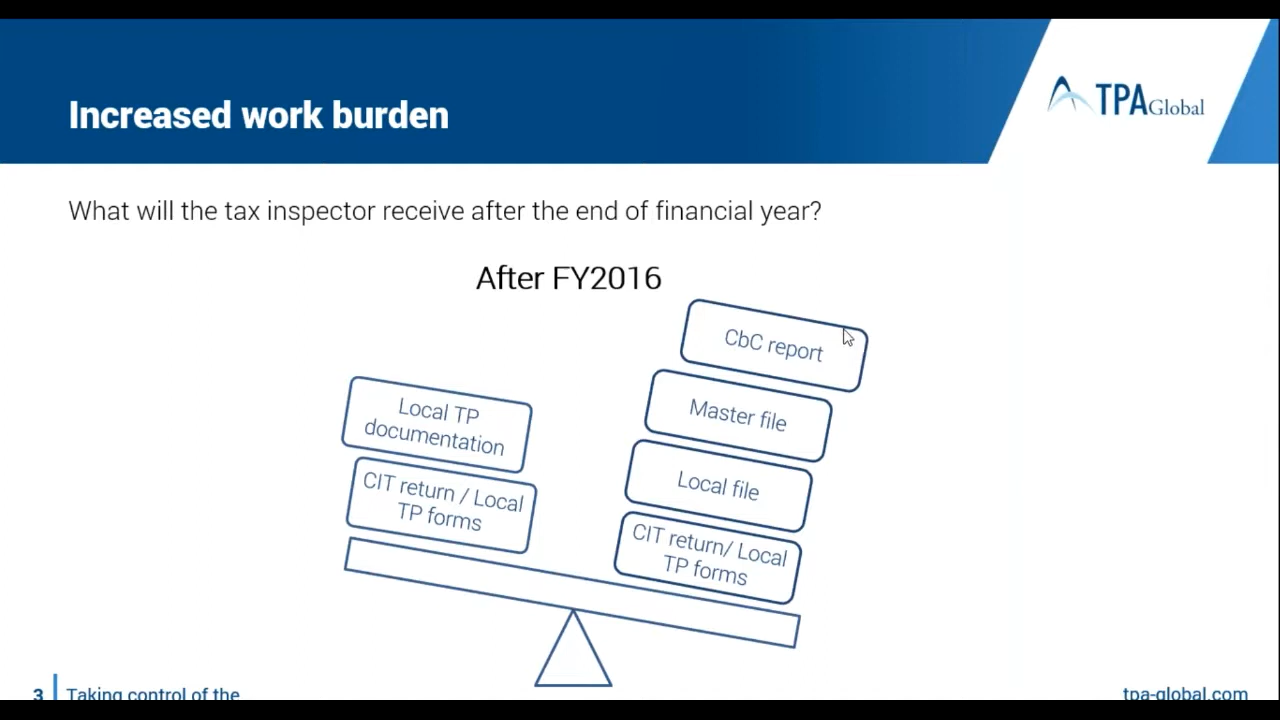 Increased work burden
TPA Global
What will the tax inspector receive after the end of financial year?
After FY2016
Local TP
documentation
CIT return / Local
TP forms
CbC report
Master file
Local file
CIT return/ Local
TP forms
3 Taking control of the
tpa-global.com